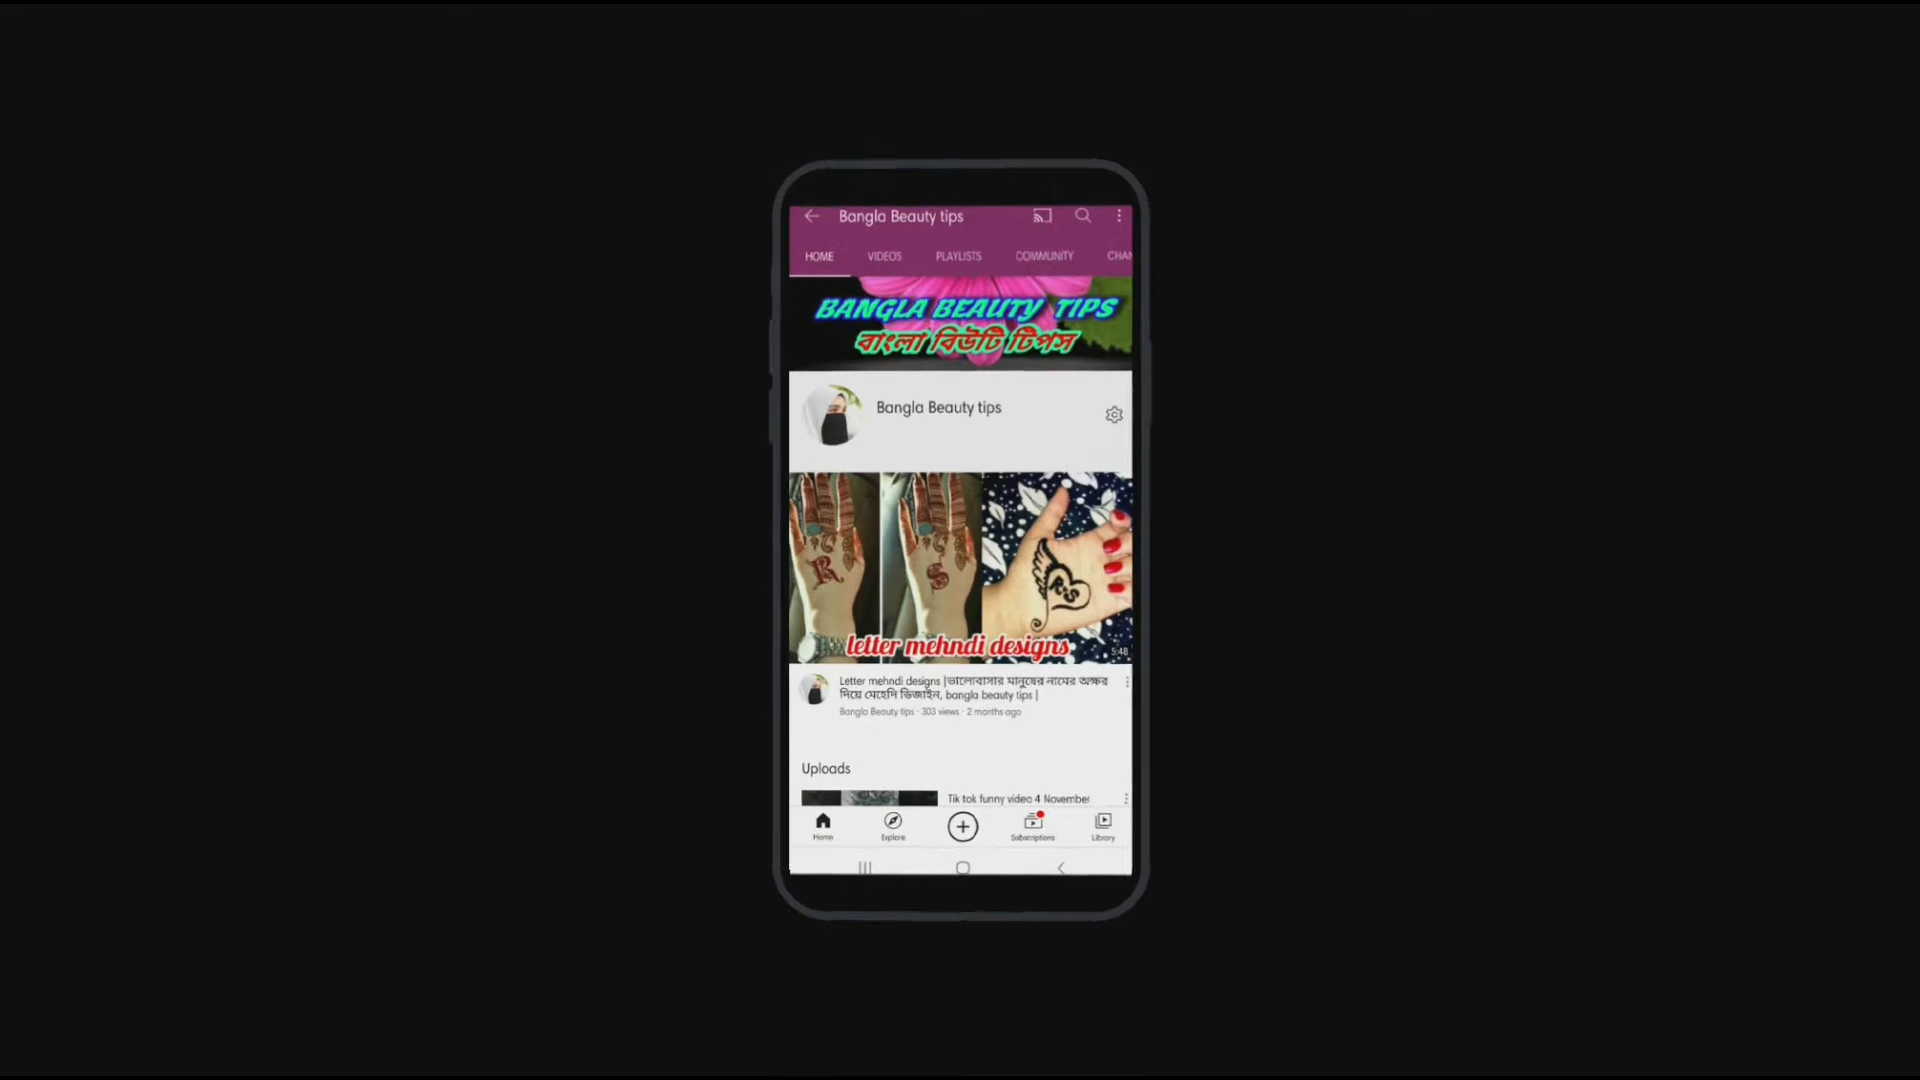 Bangla Beauty tips
HOME VIDEOS PLAYLISTS COMMUNITY CHAN
BANGLA BEAUTY TIPS
বাংলা বিউটি টিপস
Bangla Beauty tips
R S R S
letter mehndi designs
5:48
Letter mehndi designs |ভালোবাসার মানুষের নামের অক্ষর
দিয়ে মেহেদি ডিজাইন, bangla beauty tips |
Bangla Beauty tips · 303 views · 2 months ago
Uploads
Tik tok funny video 4 November
Home Explore Subscriptions Library